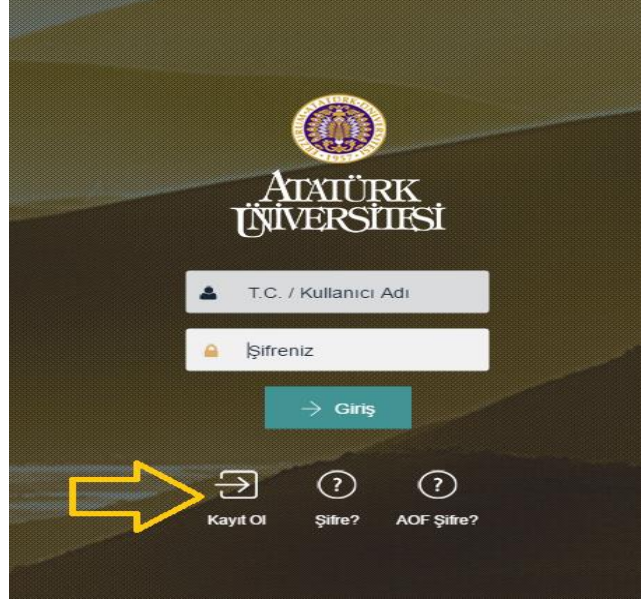 ATATÜRK
ÜNİVERSİTESİ
T.C. / Kullanıcı Adı
Şifreniz
Giriş
Kayıt Ol
Şifre?
AOF Şifre?